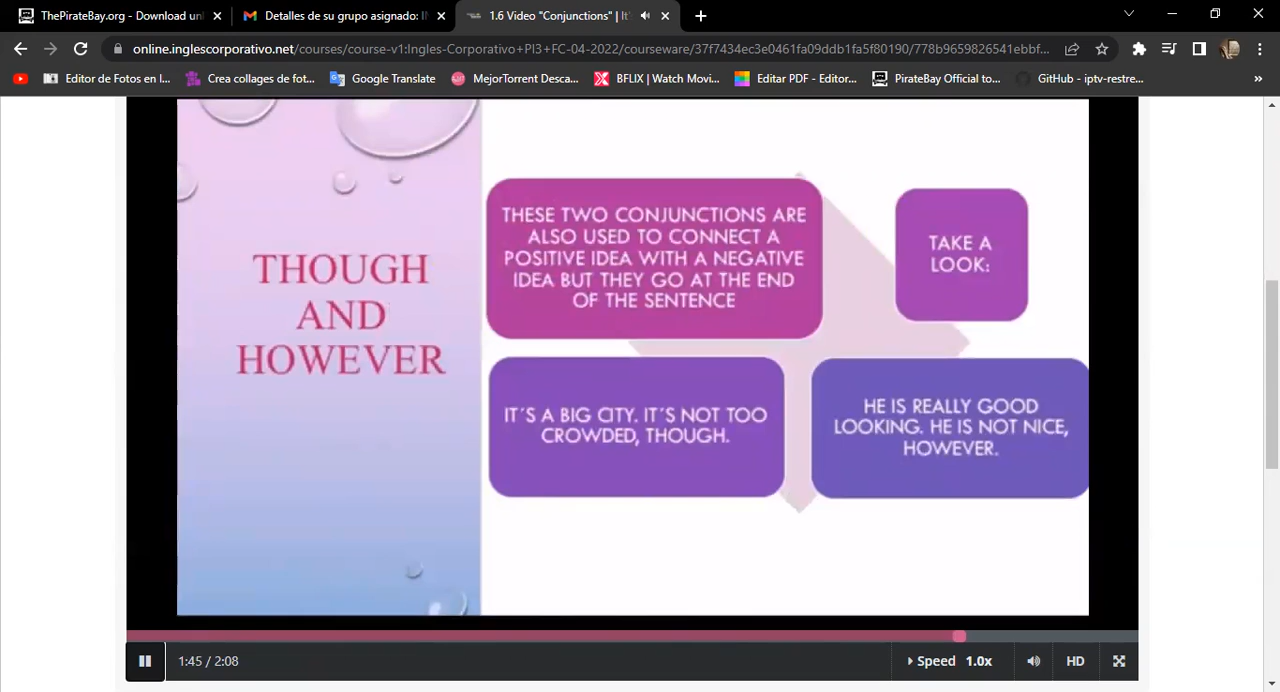 ThePirateBay.org - Download unl
Detalles de su grupo asignado: IN
1.6 Video "Conjunctions" | It's
online.inglescorporativo.net/courses/course-v1:Ingles-Corporativo+PI3+FC-04-2022/courseware/37f7434ec3e0461fa09ddb1fa5f80190/778b9659826541ebbf...
Editor de Fotos en l...
Crea collages de fot...
Google Translate
MejorTorrent Desca...
BFLIX | Watch Movi...
Editar PDF - Editor...
PirateBay Official to...
GitHub - iptv-restre...
»
THOUGH
AND
HOWEVER
THESE TWO CONJUNCTIONS ARE
ALSO USED TO CONNECT A
POSITIVE IDEA WITH A NEGATIVE
IDEA BUT THEY GO AT THE END
OF THE SENTENCE
TAKE A
LOOK:
IT´S A BIG CITY. IT´S NOT TOO
CROWDED, THOUGH.
HE IS REALLY GOOD
LOOKING. HE IS NOT NICE,
HOWEVER.
1:45 / 2:08
Speed 1.0x
HD